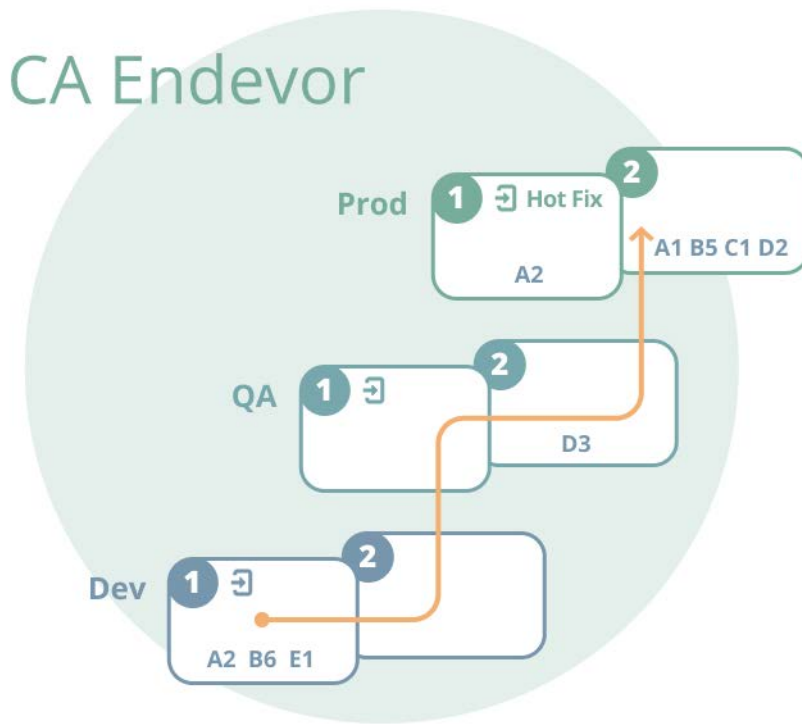 CA Endevor
Prod
1
Hot Fix
A2
2
A1 B5 C1 D2
QA
1
2
D3
Dev
1
A2 B6 E1
2